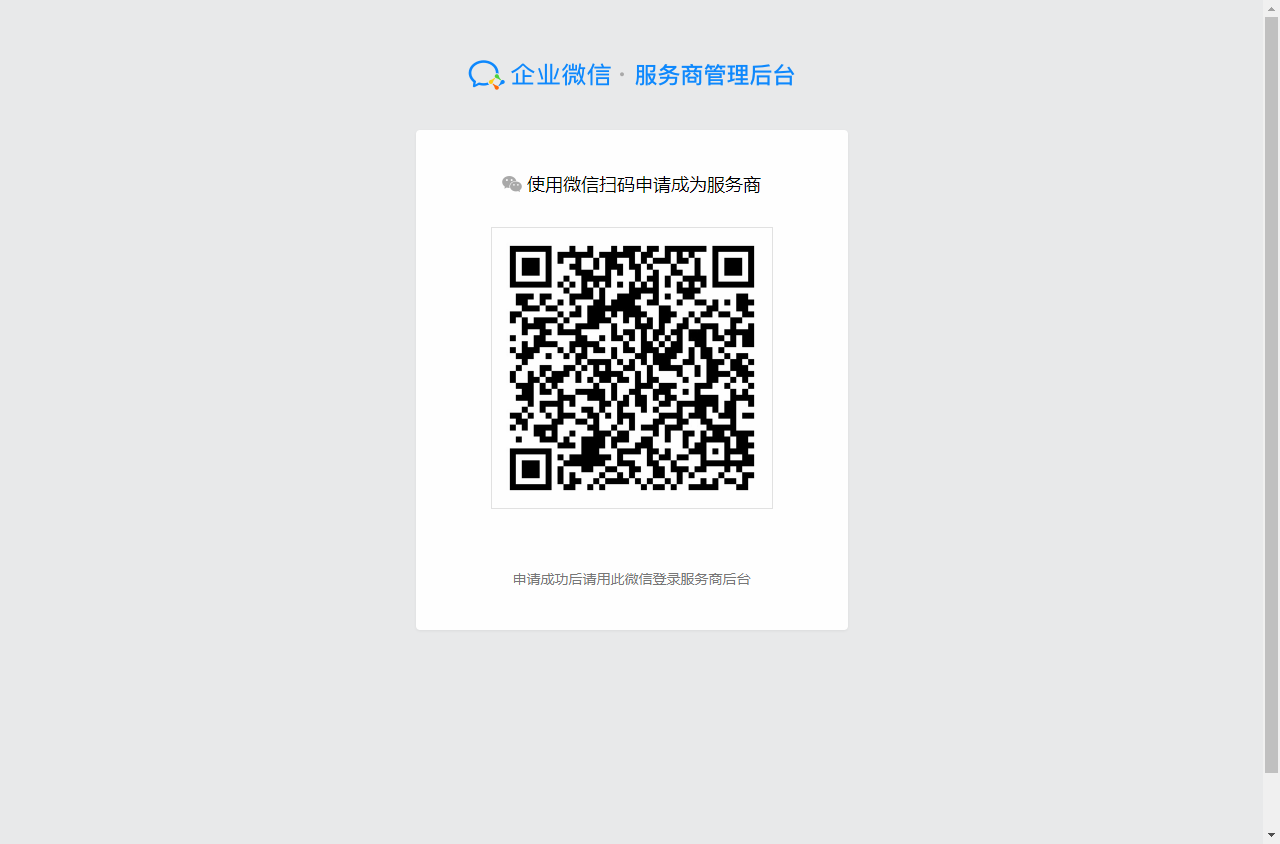 企业微信 · 服务商管理后台
使用微信扫码申请成为服务商
申请成功后请用此微信登录服务商后台